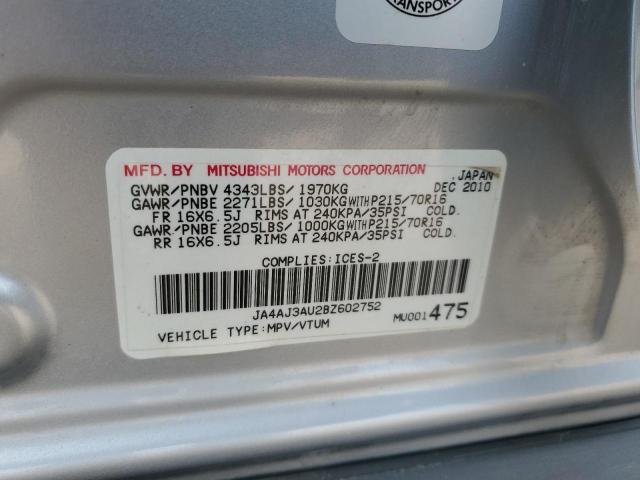 TRANSPORT
MFD. BY MITSUBISHI MOTORS CORPORATION
JAPAN
GVWR/PNBV 4343LBS/1970KG DEC 2010
GAWR/PNBE 2271LBS/1030KG WITH P215/70R16
FR 16X6.5J RIMS AT 240KPA/35PSI COLD.
GAWR/PNBE 2205LBS/1000KG WITH P215/70R16
RR 16X6.5J RIMS AT 240KPA/35PSI COLD.
COMPLIES:ICES-2
JA4AJ3AU2BZ602752
VEHICLE TYPE:MPV/VTUM MU001475